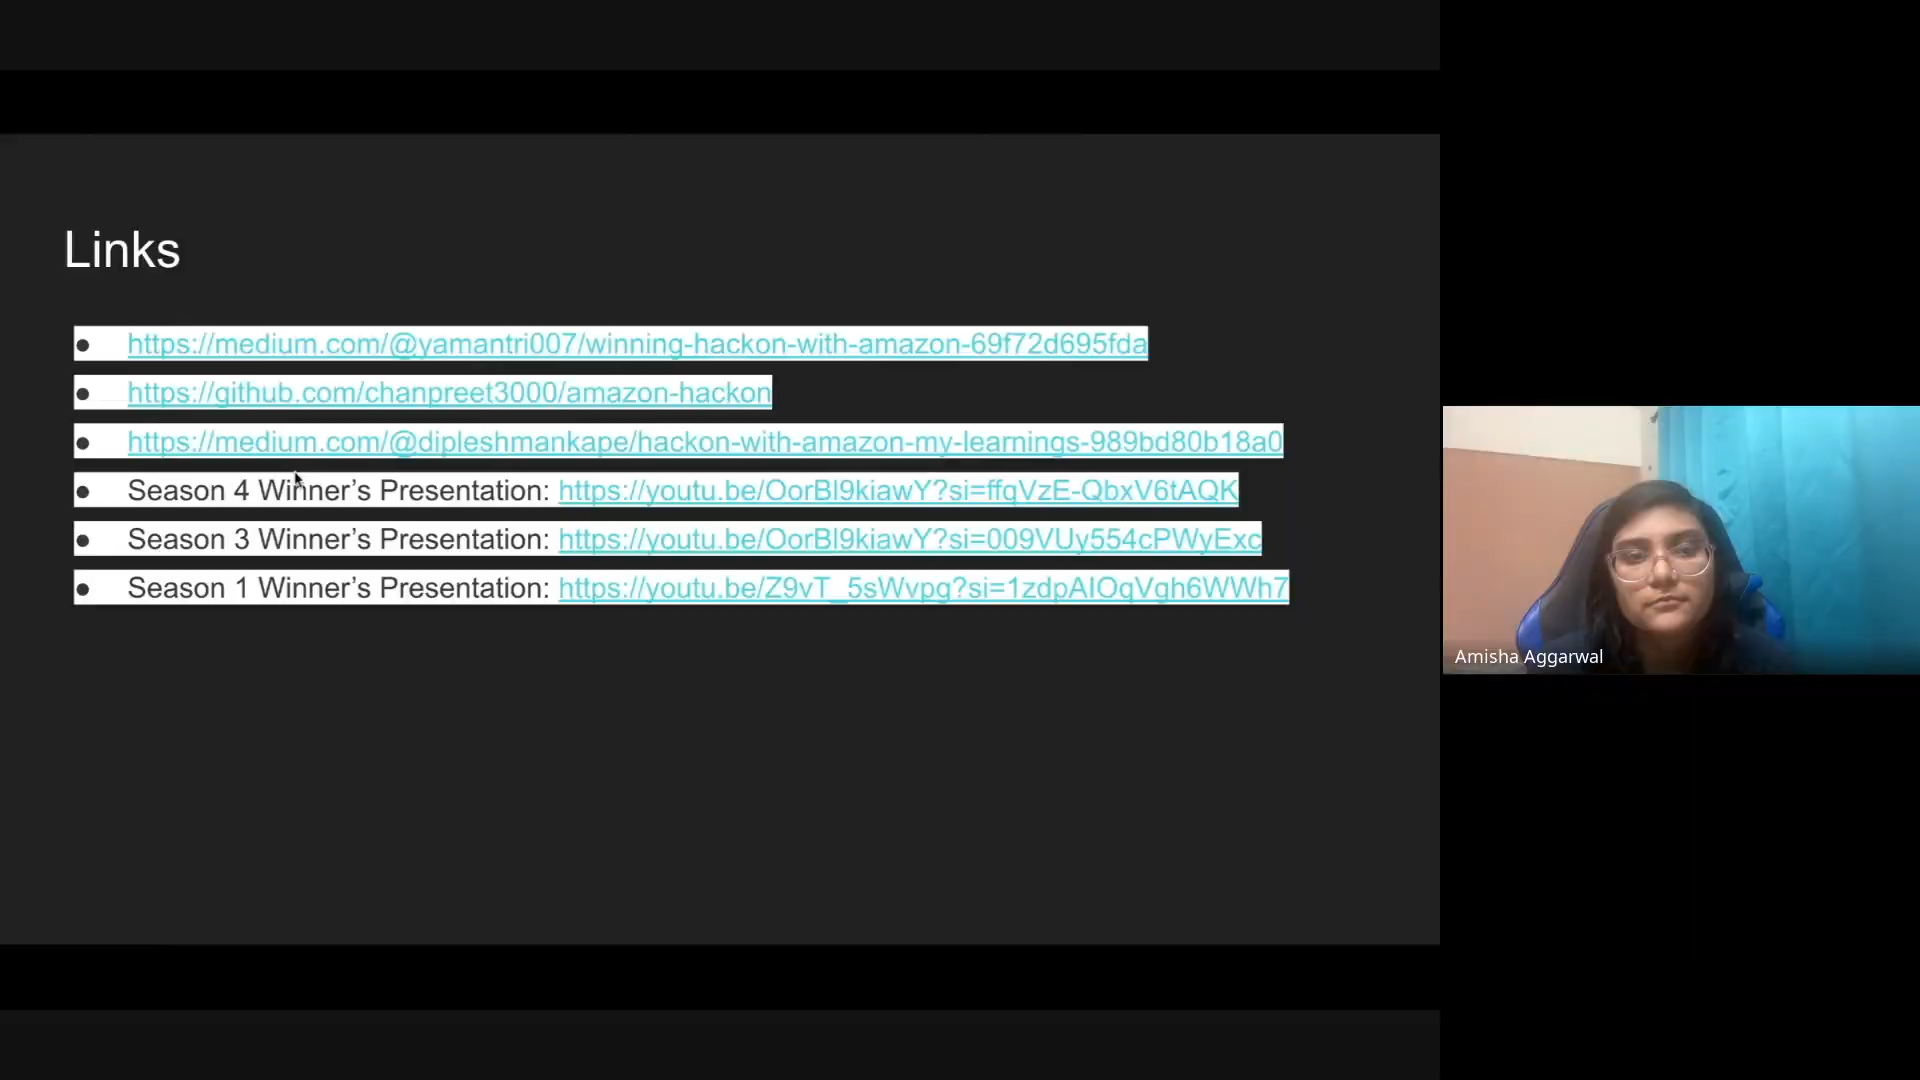 Links
● https://medium.com/@yamantri007/winning-hackon-with-amazon-69f72d695fda
● https://github.com/chanpreet3000/amazon-hackon
● https://medium.com/@dipleshmankape/hackon-with-amazon-my-learnings-989bd80b18a0
● Season 4 Winner’s Presentation: https://youtu.be/OorBl9kiawY?si=ffqVzE-QbxV6tAQK
● Season 3 Winner’s Presentation: https://youtu.be/OorBl9kiawY?si=009VUy554cPWyExc
● Season 1 Winner’s Presentation: https://youtu.be/Z9vT_5sWvpg?si=1zdpAIOqVgh6WWh7
Amisha Aggarwal